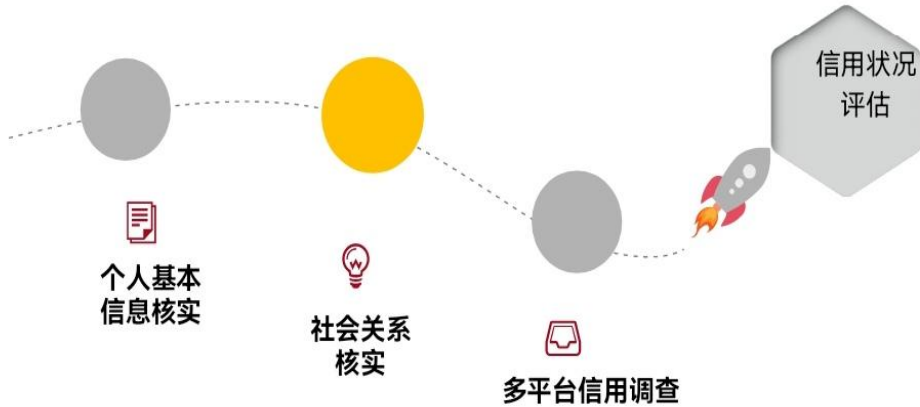 信用状况
评估
个人基本
信息核实
社会关系
核实
多平台信用调查